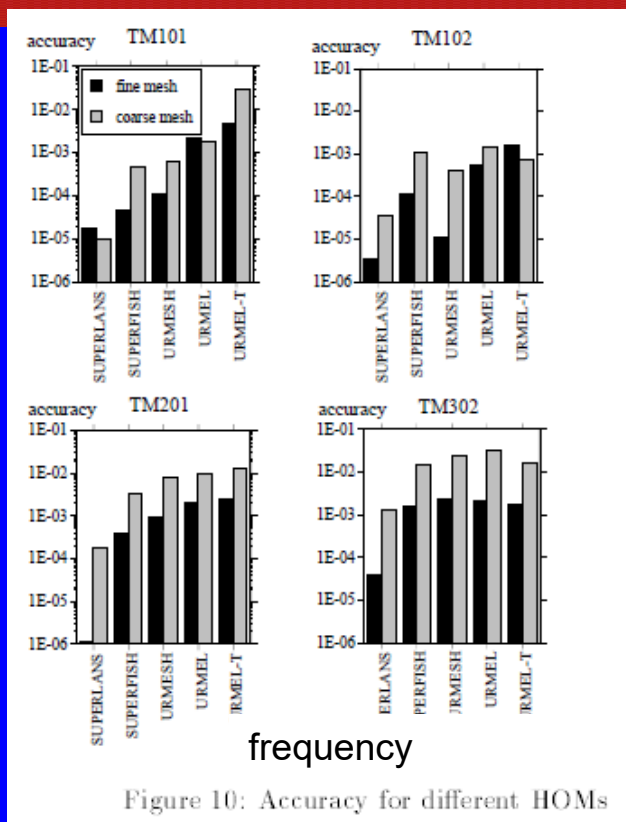 accuracy TM101
1E-01
1E-02
1E-03
1E-04
1E-05
1E-06
fine mesh
coarse mesh
SUPERLANS
SUPERFISH
URMESH
URMEL
URMEL-T
accuracy TM102
1E-01
1E-02
1E-03
1E-04
1E-05
1E-06
SUPERLANS
SUPERFISH
URMESH
URMEL
URMEL-T
accuracy TM201
1E-01
1E-02
1E-03
1E-04
1E-05
1E-06
SUPERLANS
SUPERFISH
URMESH
URMEL
JRMEL-T
accuracy TM302
1E-01
1E-02
1E-03
1E-04
1E-05
1E-06
ERLANS
PERFISH
URMESH
URMEL
RMEL-T
frequency
Figure 10: Accuracy for different HOMs